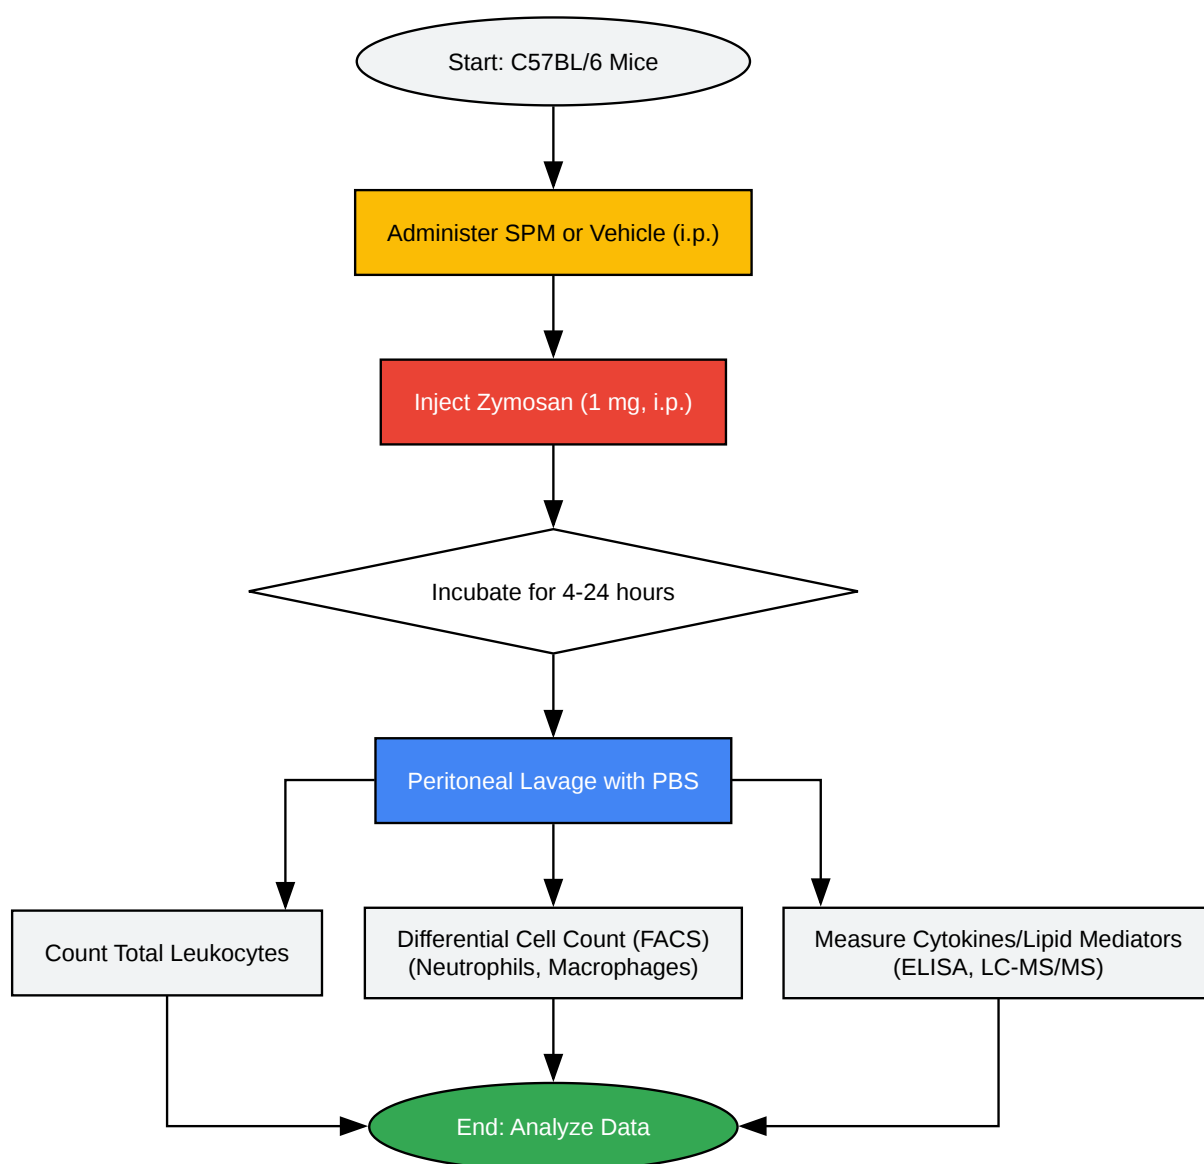 Start: C57BL/6 Mice
Administer SPM or Vehicle (i.p.)
Inject Zymosan (1 mg, i.p.)
Incubate for 4-24 hours
Peritoneal Lavage with PBS
Count Total Leukocytes
Differential Cell Count (FACS)
(Neutrophils, Macrophages)
Measure Cytokines/Lipid Mediators
(ELISA, LC-MS/MS)
End: Analyze Data